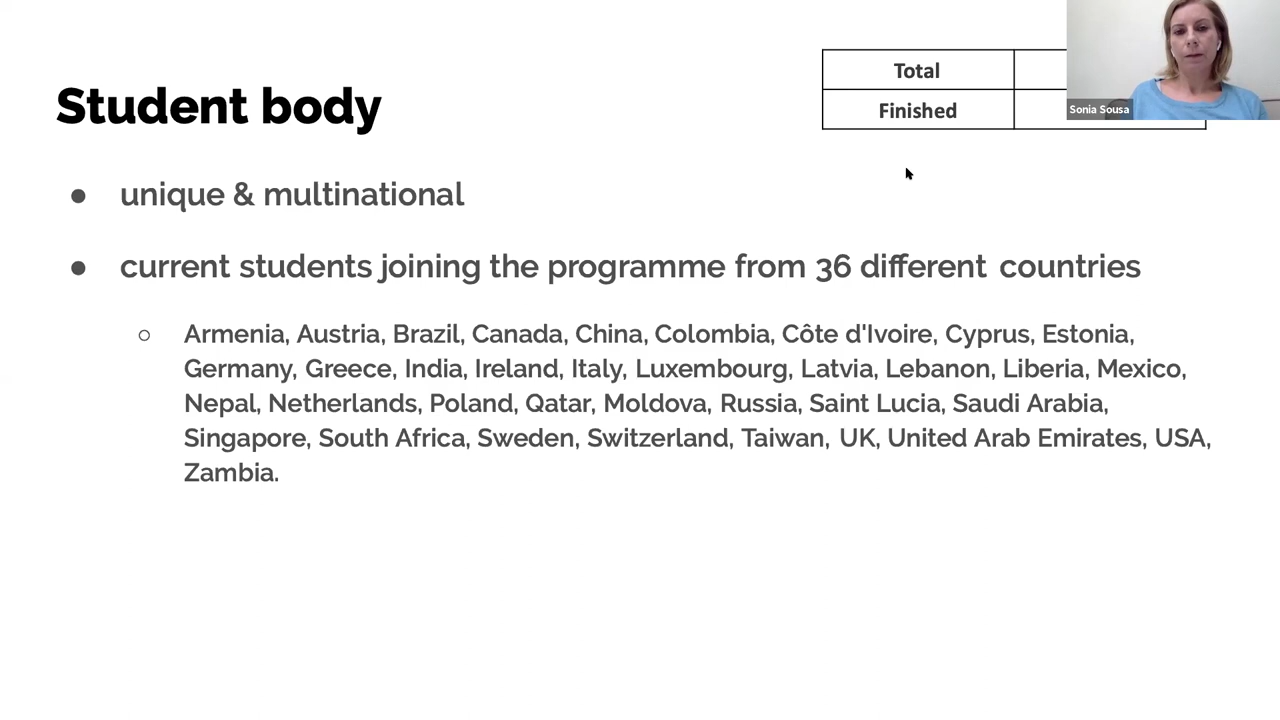 Student body
Total
Finished
Sonia Sousa
● unique & multinational
● current students joining the programme from 36 different countries
○ Armenia, Austria, Brazil, Canada, China, Colombia, Côte d'Ivoire, Cyprus, Estonia,
Germany, Greece, India, Ireland, Italy, Luxembourg, Latvia, Lebanon, Liberia, Mexico,
Nepal, Netherlands, Poland, Qatar, Moldova, Russia, Saint Lucia, Saudi Arabia,
Singapore, South Africa, Sweden, Switzerland, Taiwan, UK, United Arab Emirates, USA,
Zambia.